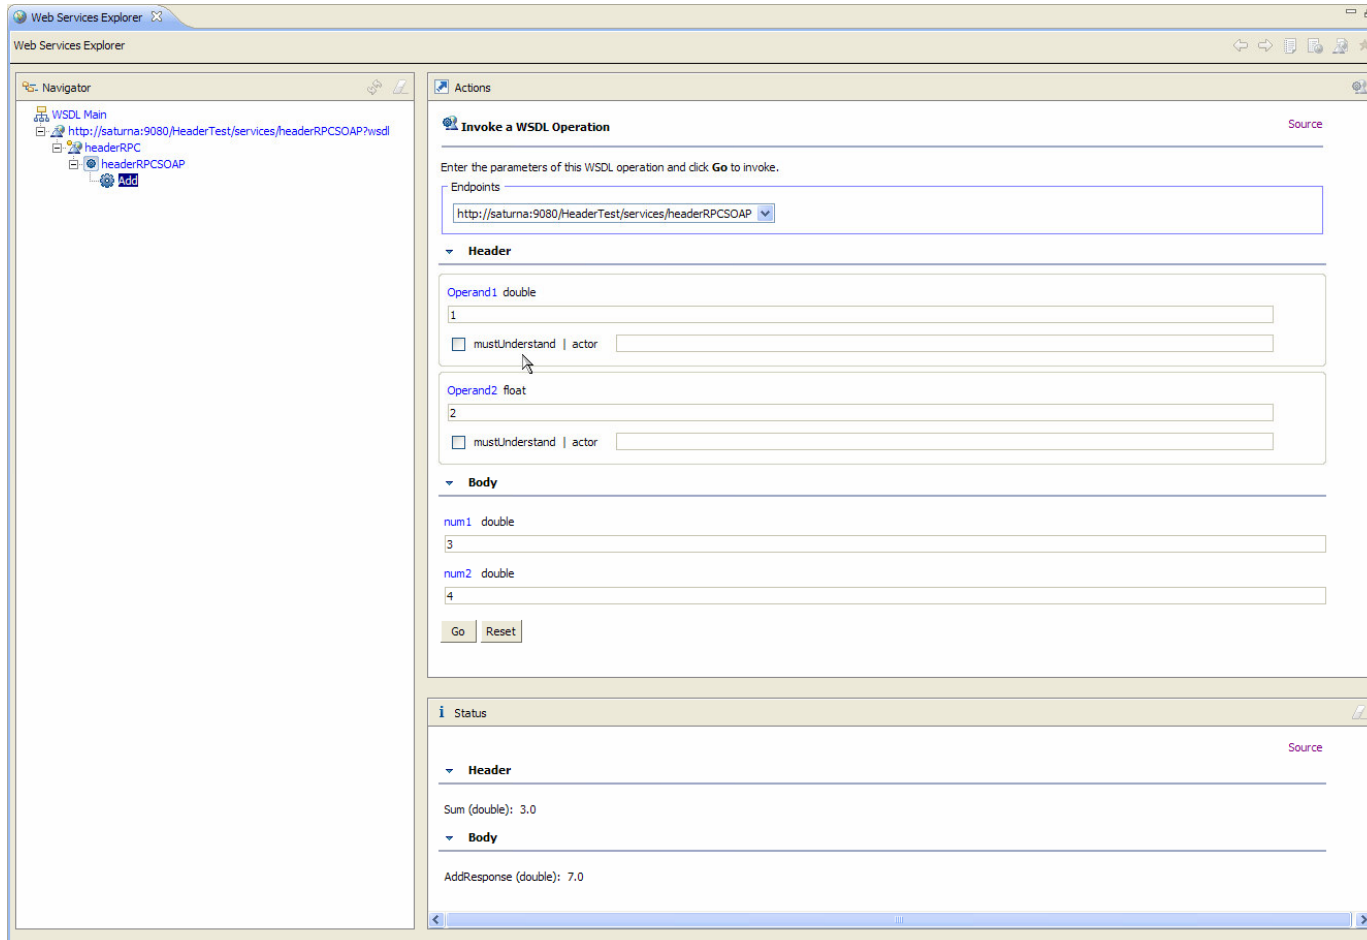 Web Services Explorer
Web Services Explorer
Navigator
WSDL Main
http://saturna:9080/HeaderTest/services/headerRPCSOAP?wsdl
headerRPC
headerRPCSOAP
Add
Actions
Invoke a WSDL Operation
Source
Enter the parameters of this WSDL operation and click Go to invoke.
Endpoints
http://saturna:9080/HeaderTest/services/headerRPCSOAP
Header
Operand1 double
1
mustUnderstand | actor
Operand2 float
2
mustUnderstand | actor
Body
num1 double
3
num2 double
4
Go Reset
i Status
Source
Header
Sum (double): 3.0
Body
AddResponse (double): 7.0